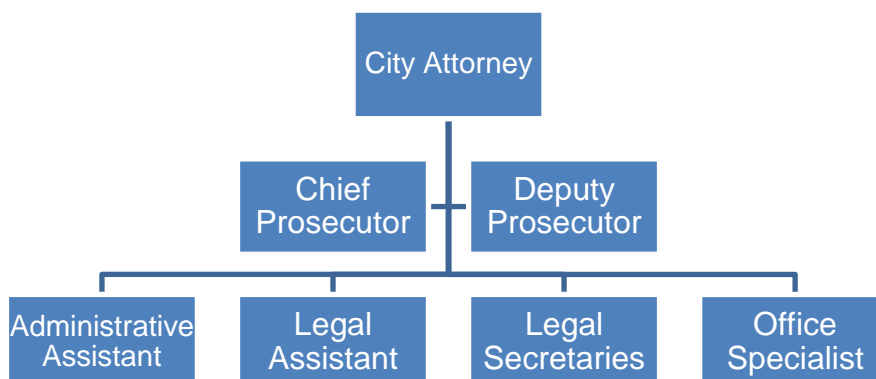 City Attorney
Chief
Prosecutor
Deputy
Prosecutor
Administrative
Assistant
Legal
Assistant
Legal
Secretaries
Office
Specialist